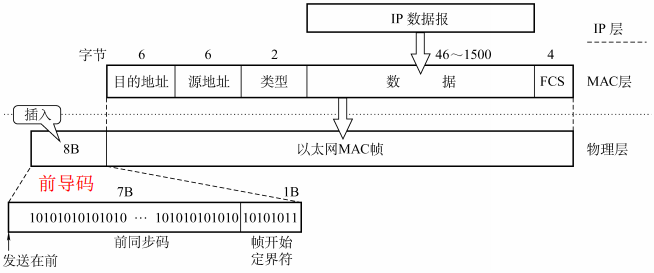 IP 数据报
IP 层
字节 6 6 2 46～1500 4
目的地址 源地址 类型 数 据 FCS MAC层
插入
8B 以太网MAC帧 物理层
前导码 7B 1B
10101010101010 … 101010101010 10101011
前同步码 帧开始
定界符
发送在前